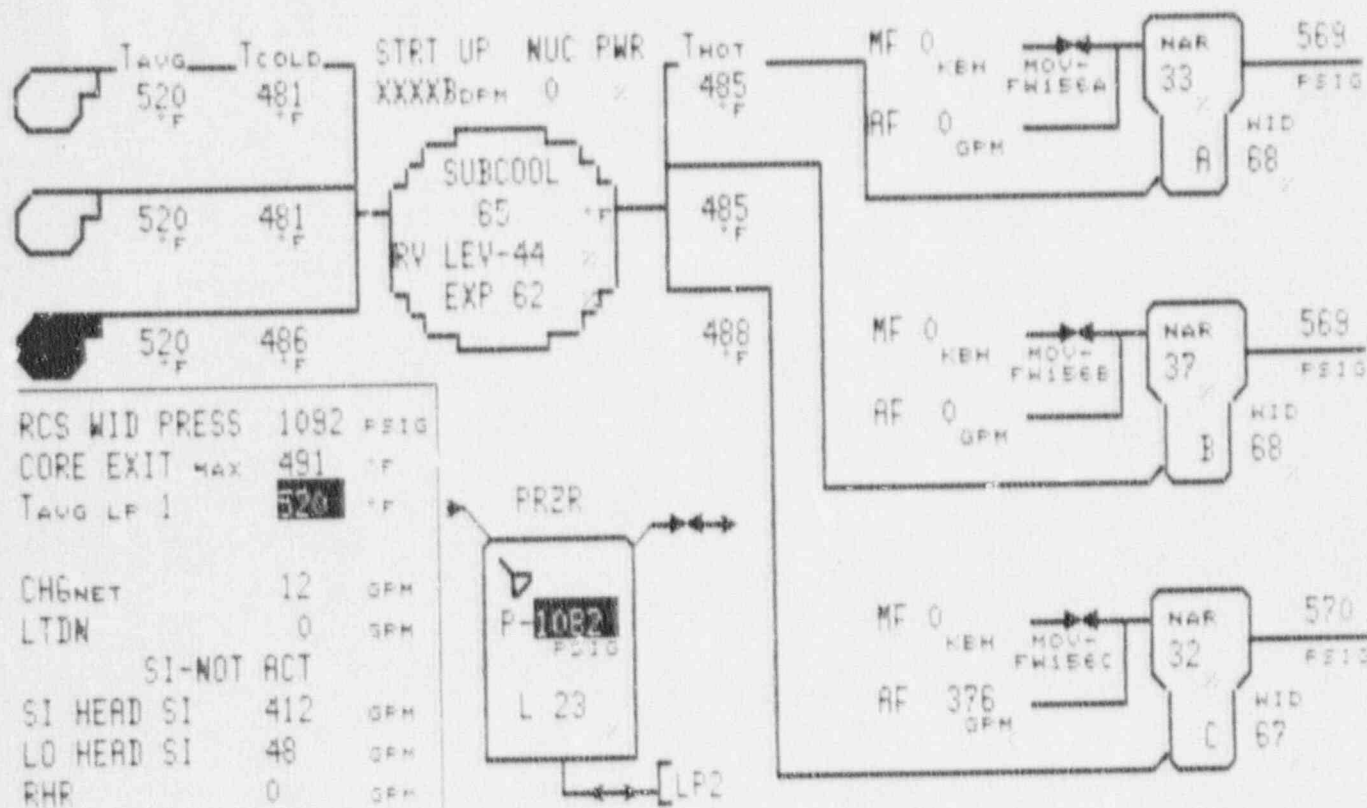 TAVG TCOLD STRT UP NUC PWR THOT
520 481 XXXXBDPM 0 % 485
°F °F °F
SUBCOOL
65 °F
RV LEV-44 %
EXP 62 %
520 481 485
°F °F °F
520 486 488
°F °F °F
MF 0 KBH MOV-FW156A NAR 33 % 569 PSIG
AF 0 GPM A WID 68 %
MF 0 KBH MOV-FW156B NAR 37 % 569 PSIG
AF 0 GPM B WID 68 %
MF 0 KBH MOV-FW156C NAR 32 % 570 PSIG
AF 376 GPM C WID 67 %
RCS WID PRESS 1092 PSIG
CORE EXIT MAX 491 °F
TAVG LP 1 520 °F
CHGNET 12 GPM
LTDN 0 GPM
SI-NOT ACT
SI HEAD SI 412 GPM
LO HEAD SI 48 GPM
RHR 0 GPM
PRZR
P-1082
PSIG
L 23 %
LP2